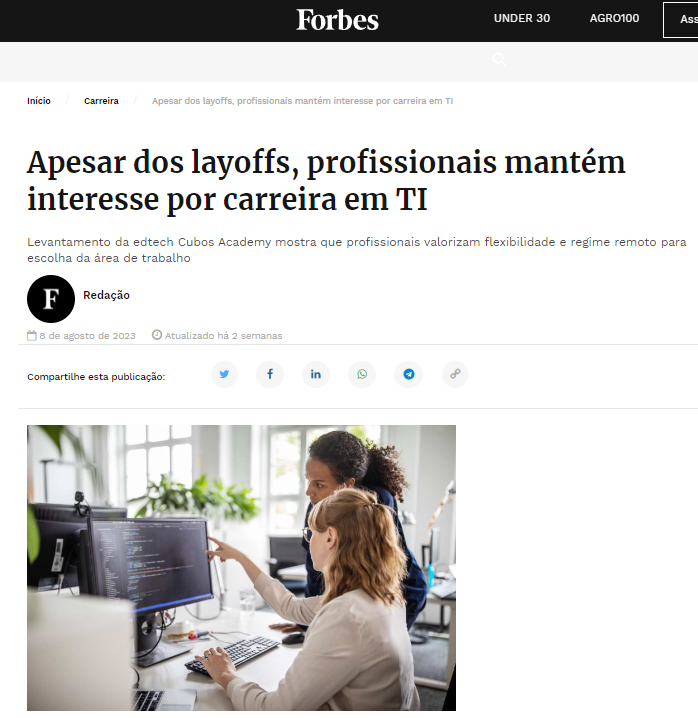 Forbes
UNDER 30
AGRO100
Ass
Início / Carreira / Apesar dos layoffs, profissionais mantém interesse por carreira em TI
Apesar dos layoffs, profissionais mantém
interesse por carreira em TI
Levantamento da edtech Cubos Academy mostra que profissionais valorizam flexibilidade e regime remoto para
escolha da área de trabalho
F
Redação
8 de agosto de 2023 Atualizado há 2 semanas
Compartilhe esta publicação: